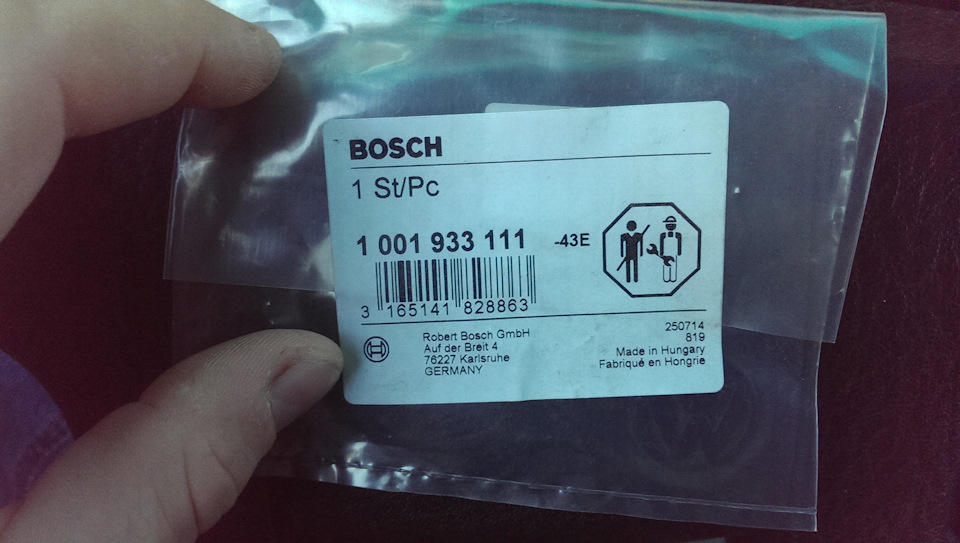 BOSCH
1 St/Pc
1 001 933 111 -43E
3 165141 828863
Robert Bosch GmbH
Auf der Breit 4
76227 Karlsruhe
GERMANY
250714
819
Made in Hungary
Fabriqué en Hongrie